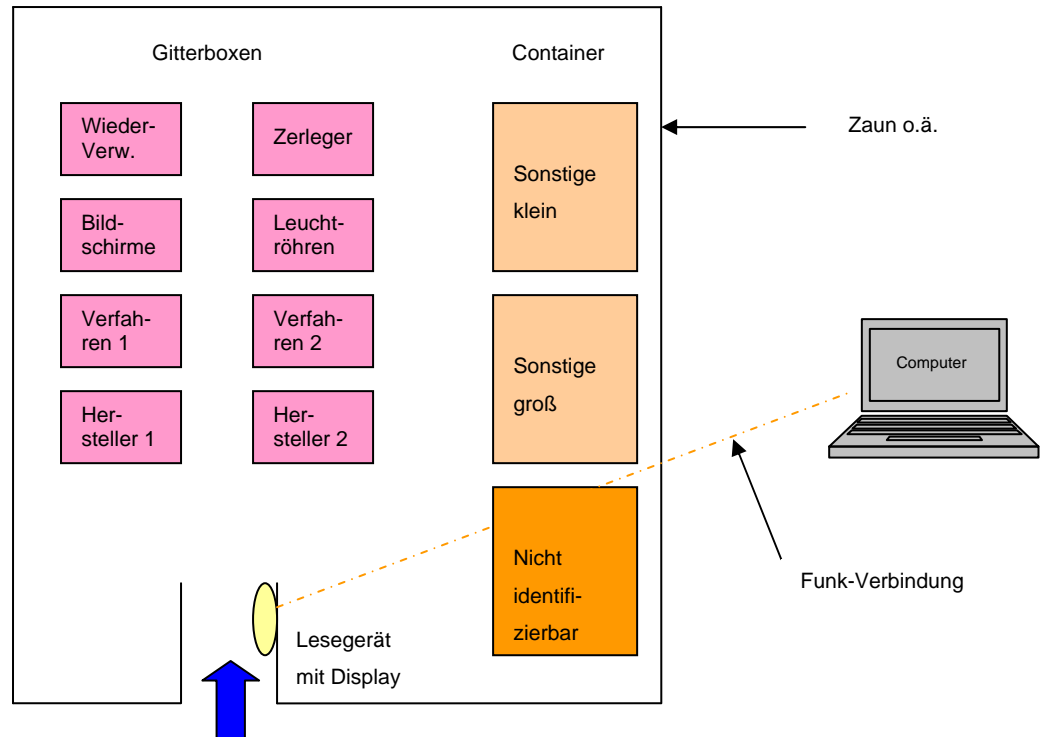 Gitterboxen
Container
Wieder-
Verw.
Zerleger
Zaun o.ä.
Sonstige
klein
Bild-
schirme
Leucht-
röhren
Verfah-
ren 1
Verfah-
ren 2
Sonstige
groß
Computer
Her-
steller 1
Her-
steller 2
Nicht
identifi-
zierbar
Funk-Verbindung
Lesegerät
mit Display